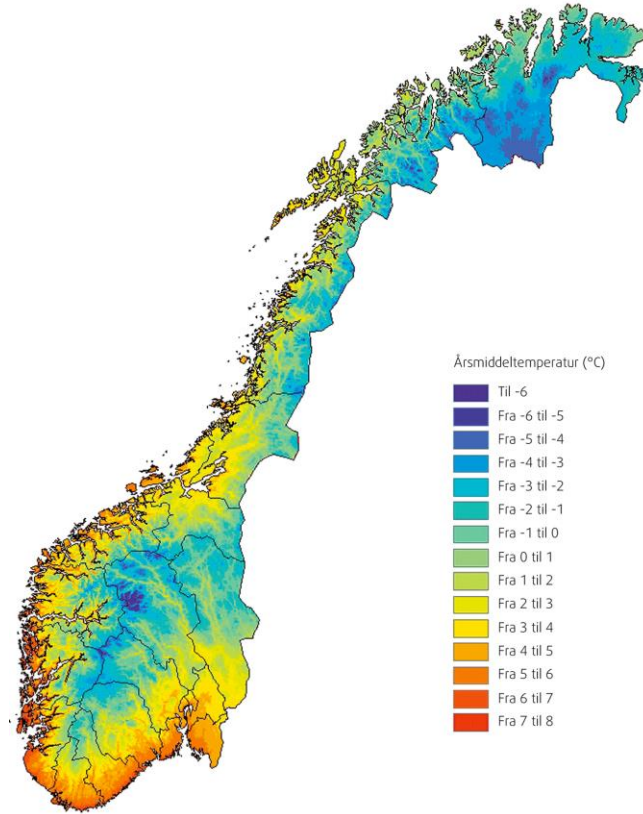 Årsmiddeltemperatur (°C)
Til -6
Fra -6 til -5
Fra -5 til -4
Fra -4 til -3
Fra -3 til -2
Fra -2 til -1
Fra -1 til 0
Fra 0 til 1
Fra 1 til 2
Fra 2 til 3
Fra 3 til 4
Fra 4 til 5
Fra 5 til 6
Fra 6 til 7
Fra 7 til 8